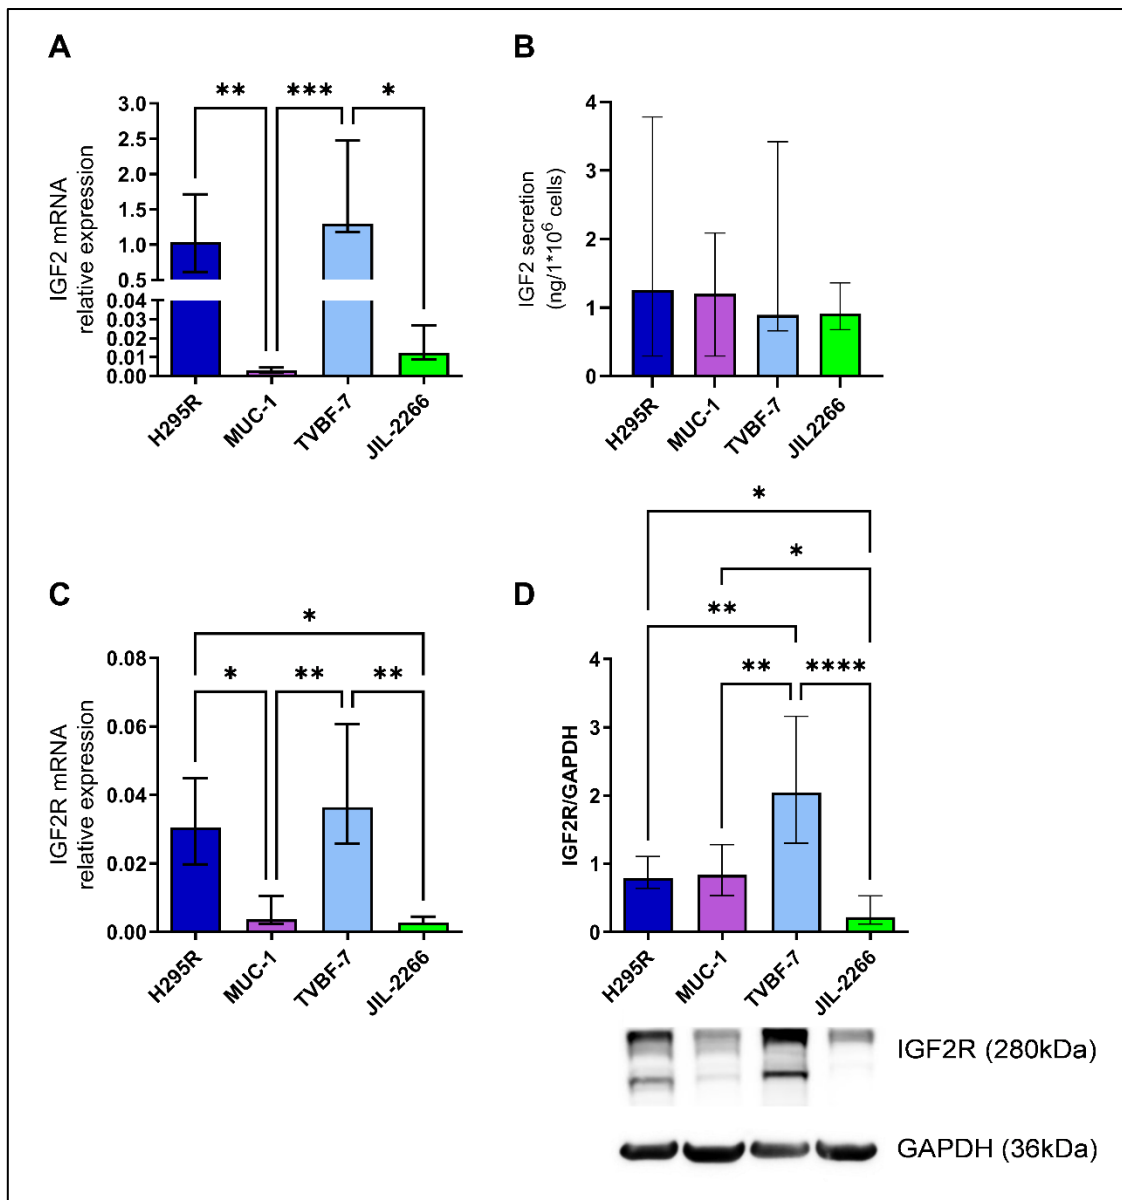 A
** *** *
IGF2 mRNA
relative expression
3.0
2.5
2.0
1.5
1.0
0.5
0.04
0.03
0.02
0.01
0.00
H295R MUC-1 TVBF-7 JIL-2266
B
IGF2 secretion
(ng/1*10⁶ cells)
4
3
2
1
0
H295R MUC-1 TVBF-7 JIL2266
C
*
* ** **
IGF2R mRNA
relative expression
0.08
0.06
0.04
0.02
0.00
H295R MUC-1 TVBF-7 JIL-2266
D
*
*
**
** ****
IGF2R/GAPDH
4
3
2
1
0
H295R MUC-1 TVBF-7 JIL-2266
IGF2R (280kDa)
GAPDH (36kDa)